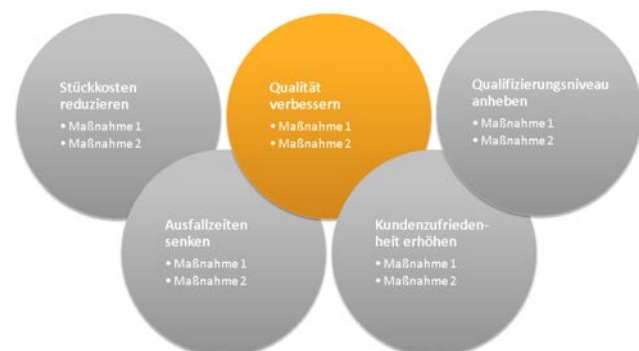 Stückkosten
reduzieren
• Maßnahme 1
• Maßnahme 2
Qualität
verbessern
• Maßnahme 1
• Maßnahme 2
Qualifizierungsniveau
anheben
• Maßnahme 1
• Maßnahme 2
Ausfallzeiten
senken
• Maßnahme 1
• Maßnahme 2
Kundenzufrieden-
heit erhöhen
• Maßnahme 1
• Maßnahme 2